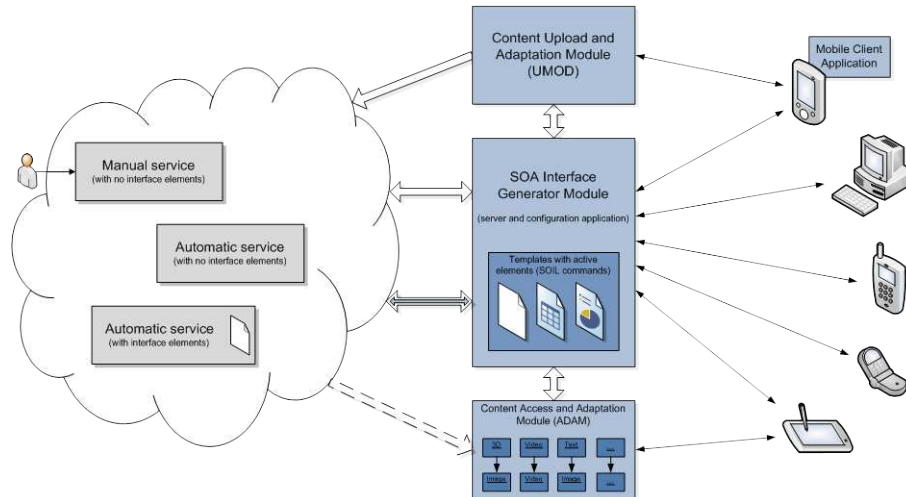 Content Upload and
Adaptation Module
(UMOD)
Mobile Client
Application
Manual service
(with no interface elements)
SOA Interface
Generator Module
(server and configuration application)
Automatic service
(with no interface elements)
Templates with active
elements (SOIL commands)
Automatic service
(with interface elements)
Content Access and Adaptation
Module (ADAM)
3D
Video
Text
...
Image
Video
Image
...